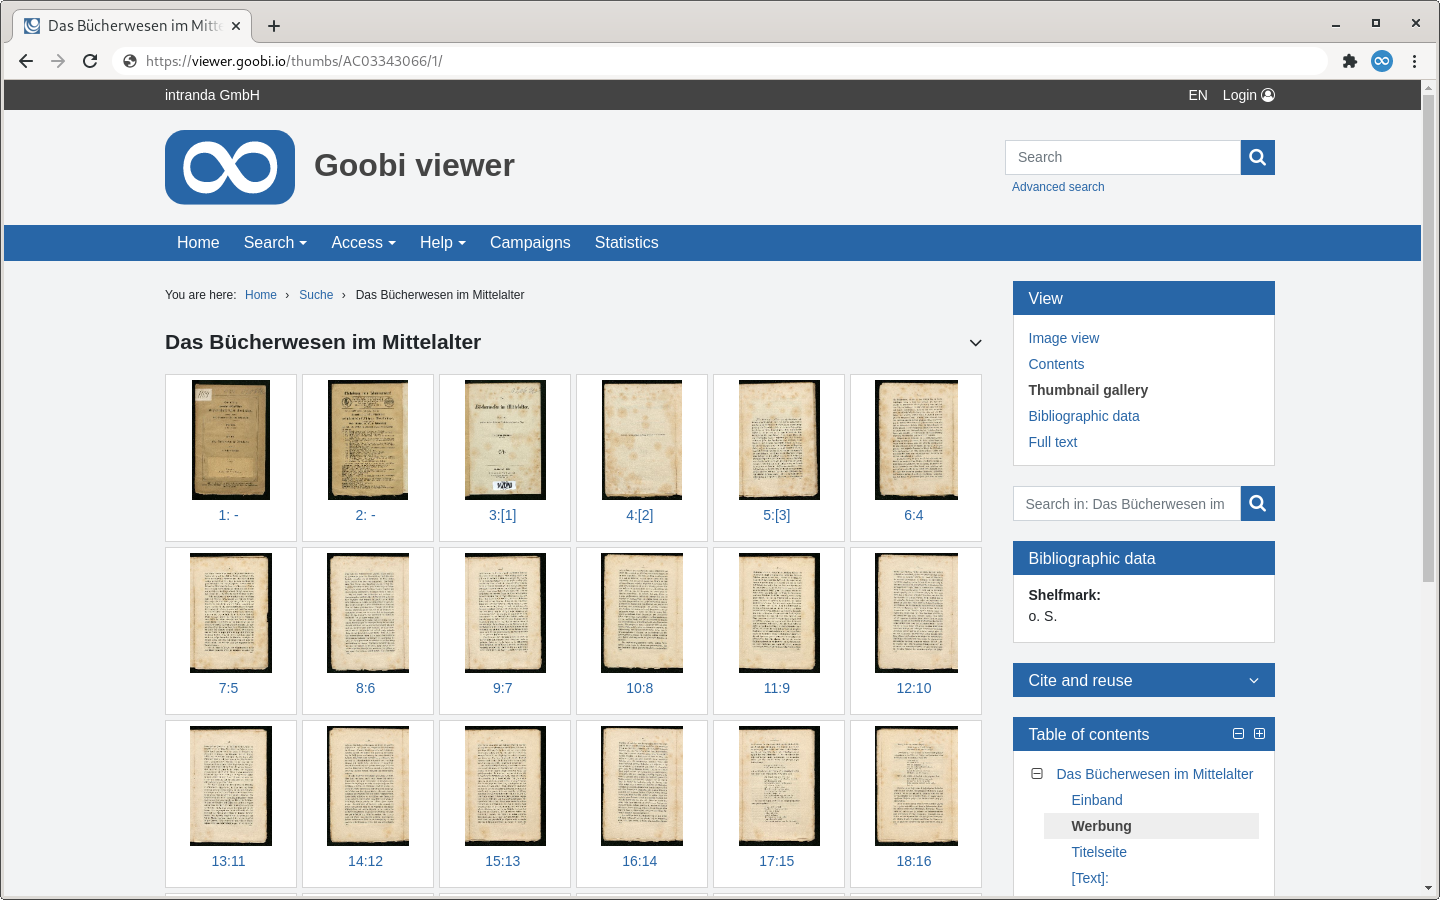 Das Bücherwesen im Mitte
https://viewer.goobi.io/thumbs/AC03343066/1/
intranda GmbH
EN Login
Goobi viewer
Search
Advanced search
Home Search Access Help Campaigns Statistics
You are here: Home › Suche › Das Bücherwesen im Mittelalter
Das Bücherwesen im Mittelalter
1: -
2: -
3:[1]
4:[2]
5:[3]
6:4
7:5
8:6
9:7
10:8
11:9
12:10
13:11
14:12
15:13
16:14
17:15
18:16
View
Image view
Contents
Thumbnail gallery
Bibliographic data
Full text
Search in: Das Bücherwesen im
Bibliographic data
Shelfmark:
o. S.
Cite and reuse
Table of contents
Das Bücherwesen im Mittelalter
Einband
Werbung
Titelseite
[Text]: